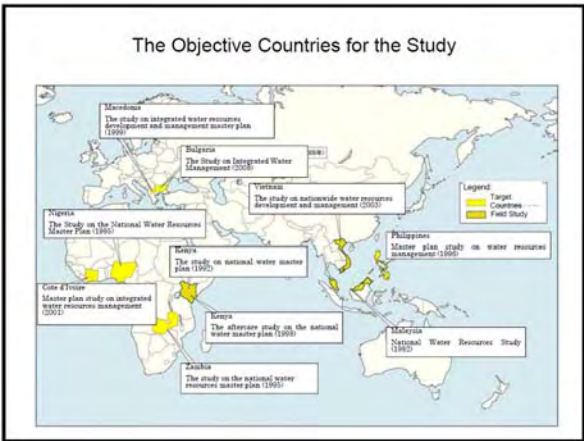 The Objective Countries for the Study
Macedonia
The study on integrated water resources
development and management master plan
(1999)
Bulgaria
The Study on Integrated Water
Management (2008)
Vietnam
The study on nationwide water resources
development and management (2003)
Legend:
Target
Countries
Field Study
Nigeria
The Study on the National Water Resources
Master Plan (1995)
Philippines
Master plan study on water resources
management (1998)
Kenya
The study on national water master
plan (1992)
Cote d'Ivoire
Master plan study on integrated
water resources management
(2001)
Kenya
The aftercare study on the national
water master plan (1998)
Malaysia
National Water Resources Study
(1982)
Zambia
The study on the national water
resources master plan (1995)